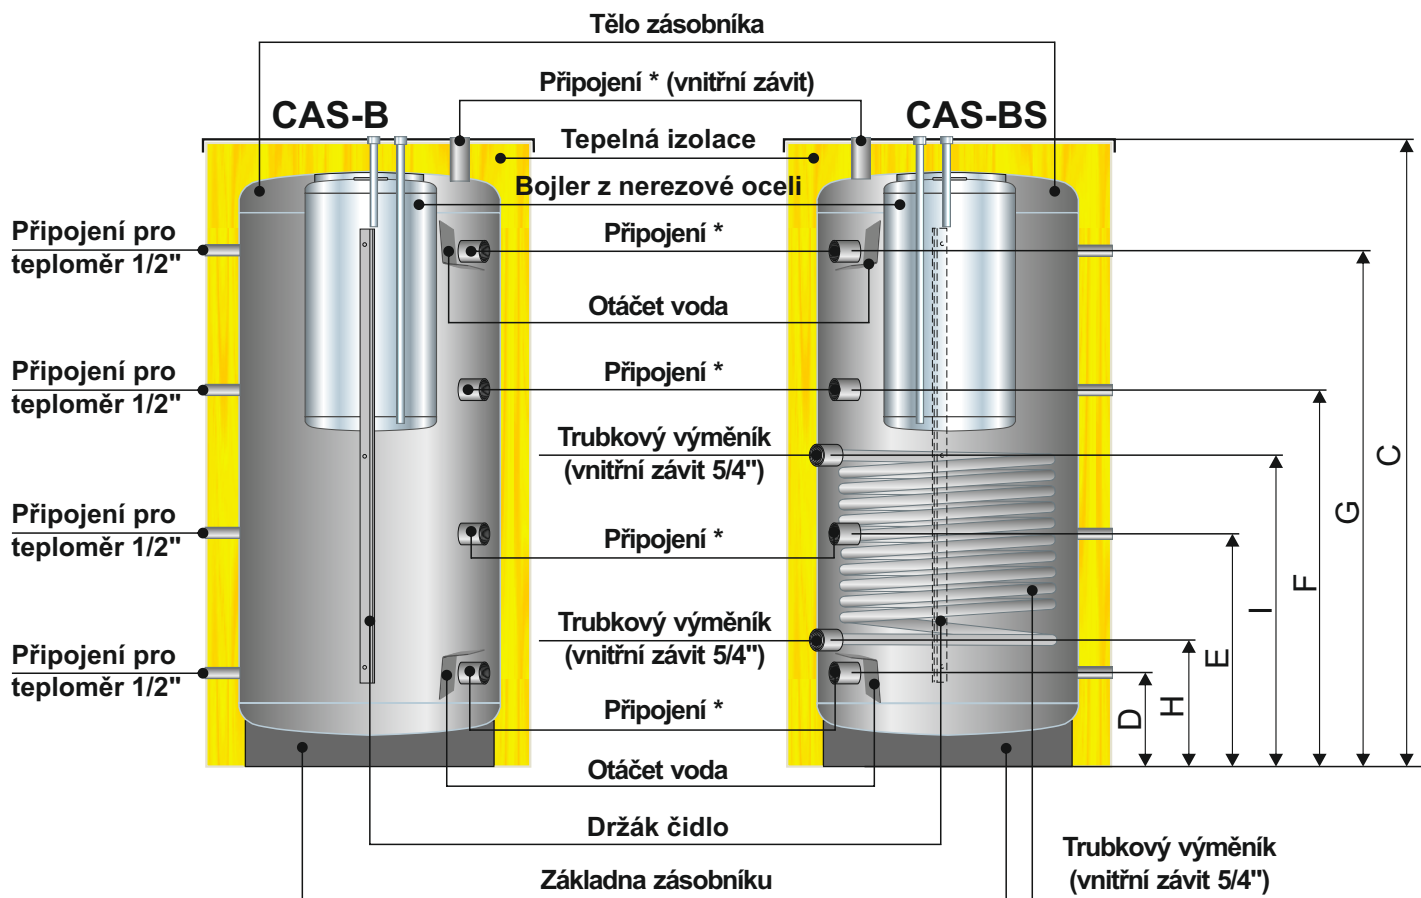 Tělo zásobníka
Připojení * (vnitřní závit)
CAS-B
CAS-BS
Tepelná izolace
Bojler z nerezové oceli
Připojení pro
teploměr 1/2"
Připojení *
Otáčet voda
Připojení pro
teploměr 1/2"
Připojení *
Trubkový výměník
(vnitřní závit 5/4")
Připojení pro
teploměr 1/2"
Připojení *
Trubkový výměník
(vnitřní závit 5/4")
Připojení pro
teploměr 1/2"
Připojení *
Otáčet voda
Držák čidlo
Základna zásobníku
Trubkový výměník
(vnitřní závit 5/4")
D
H
E
I
F
G
C